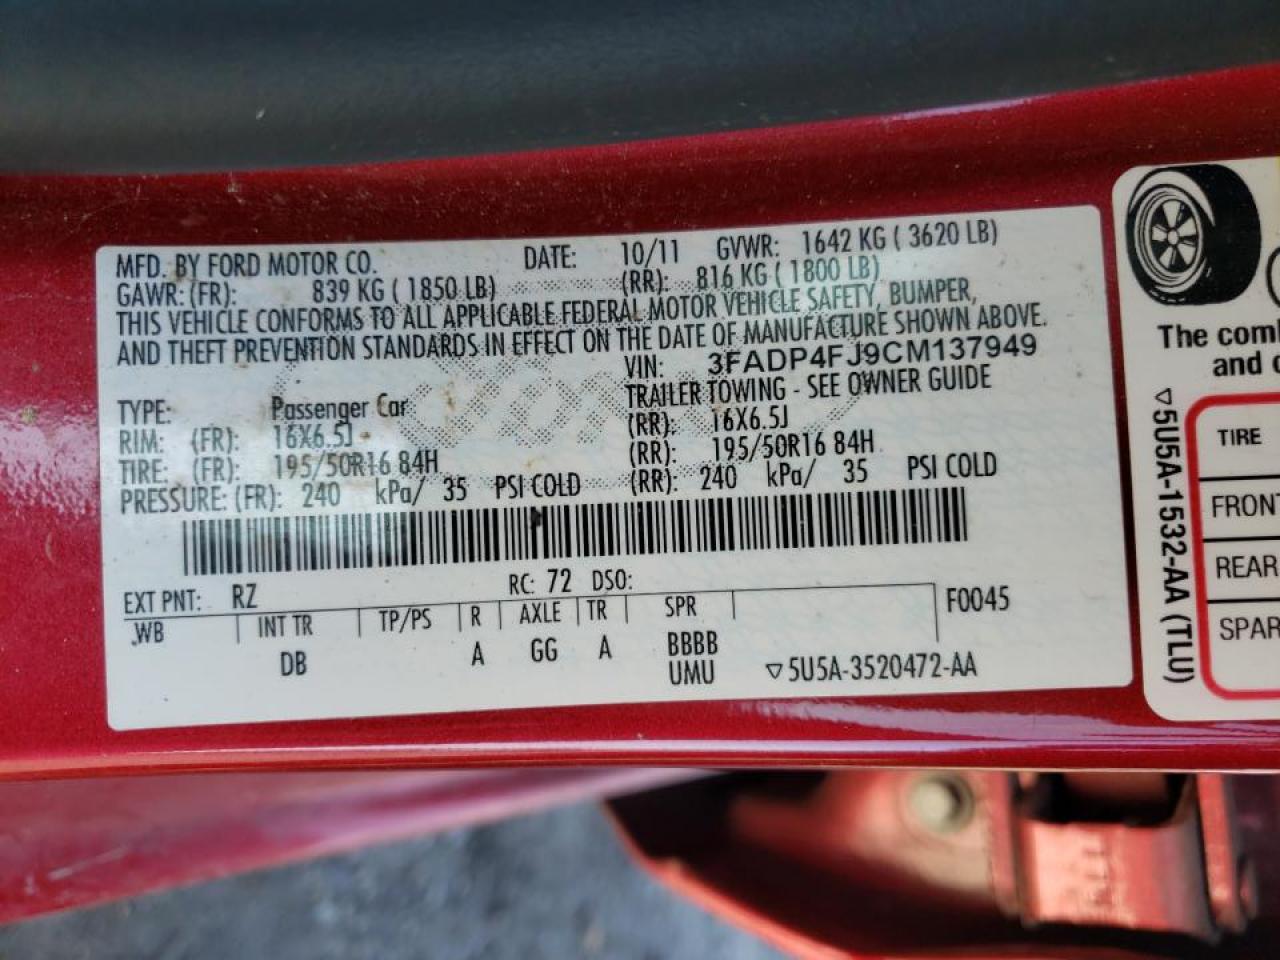 MFD. BY FORD MOTOR CO. DATE: 10/11 GVWR: 1642 KG ( 3620 LB)
GAWR: (FR): 839 KG ( 1850 LB) (RR): 816 KG ( 1800 LB)
THIS VEHICLE CONFORMS TO ALL APPLICABLE FEDERAL MOTOR VEHICLE SAFETY, BUMPER,
AND THEFT PREVENTION STANDARDS IN EFFECT ON THE DATE OF MANUFACTURE SHOWN ABOVE.
VIN: 3FADP4FJ9CM137949
TYPE: Passenger Car TRAILER TOWING - SEE OWNER GUIDE
RIM: (FR): 16X6.5J (RR): 16X6.5J
TIRE: (FR): 195/50R16 84H (RR): 195/50R16 84H
PRESSURE: (FR): 240 kPa/ 35 PSI COLD (RR): 240 kPa/ 35 PSI COLD
EXT PNT: RZ RC: 72 DSO:
WB INT TR TP/PS R AXLE TR SPR F0045
DB A GG A BBBB
UMU ▽5U5A-3520472-AA
The com
and
▽5U5A-1532-AA (TLU)
TIRE
FRONT
REAR
SPAR